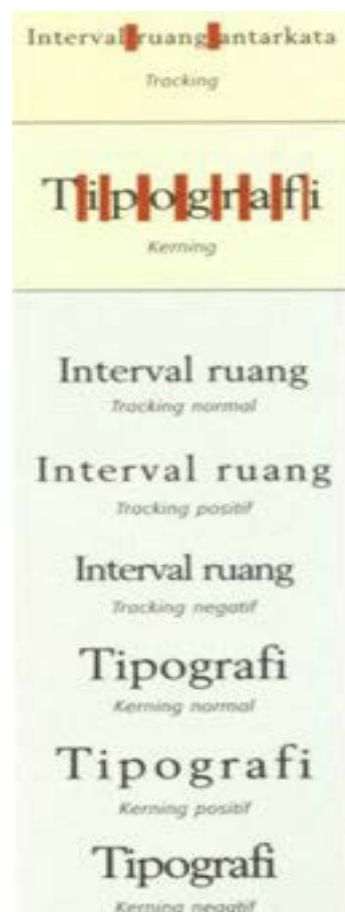 Interval ruang antarkata
Tracking
Tipografi
Kerning
Interval ruang
Tracking normal
Interval ruang
Tracking positif
Interval ruang
Tracking negatif
Tipografi
Kerning normal
Tipografi
Kerning positif
Tipografi
Kerning negatif